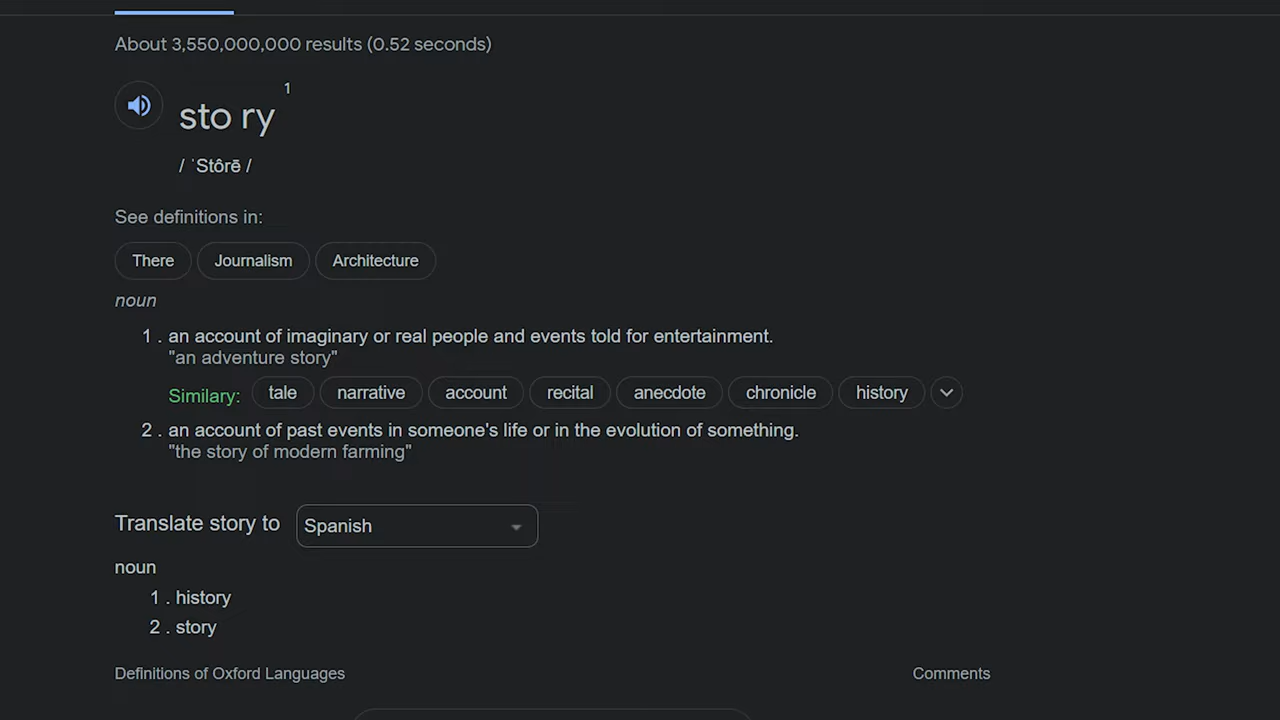 About 3,550,000,000 results (0.52 seconds)
sto ry 1
/ ˈStôrē /
See definitions in:
There Journalism Architecture
noun
1 . an account of imaginary or real people and events told for entertainment.
"an adventure story"
Similary: tale narrative account recital anecdote chronicle history
2 . an account of past events in someone's life or in the evolution of something.
"the story of modern farming"
Translate story to Spanish
noun
1 . history
2 . story
Definitions of Oxford Languages Comments